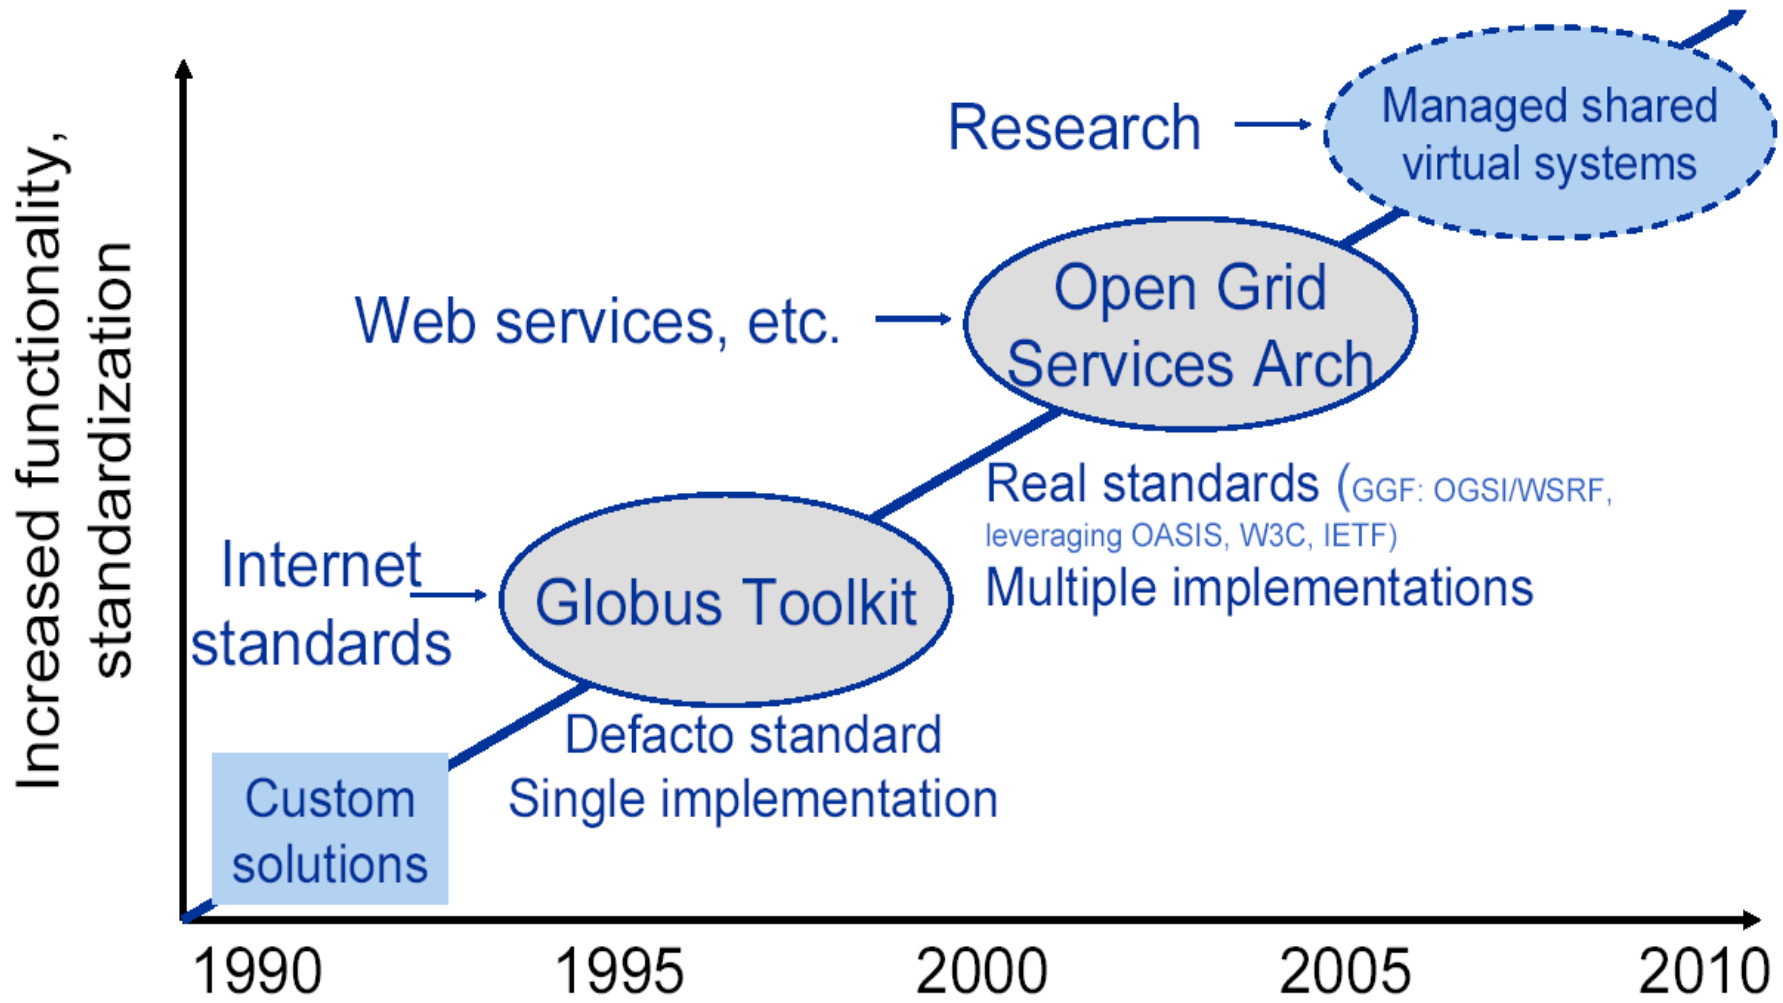 Increased functionality,
standardization
Research
Managed shared
virtual systems
Web services, etc.
Open Grid
Services Arch
Real standards (GGF: OGSI/WSRF,
leveraging OASIS, W3C, IETF)
Multiple implementations
Internet
standards
Globus Toolkit
Defacto standard
Single implementation
Custom
solutions
1990 1995 2000 2005 2010